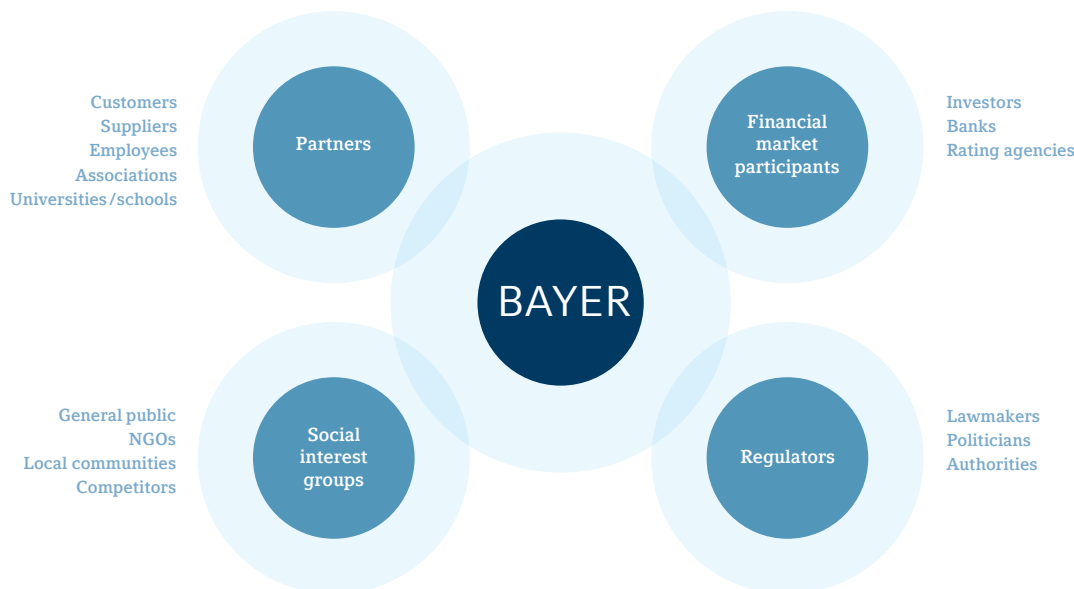 Customers
Suppliers
Employees
Associations
Universities/schools
Partners
Financial
market
participants
Investors
Banks
Rating agencies
BAYER
General public
NGOs
Local communities
Competitors
Social
interest
groups
Regulators
Lawmakers
Politicians
Authorities